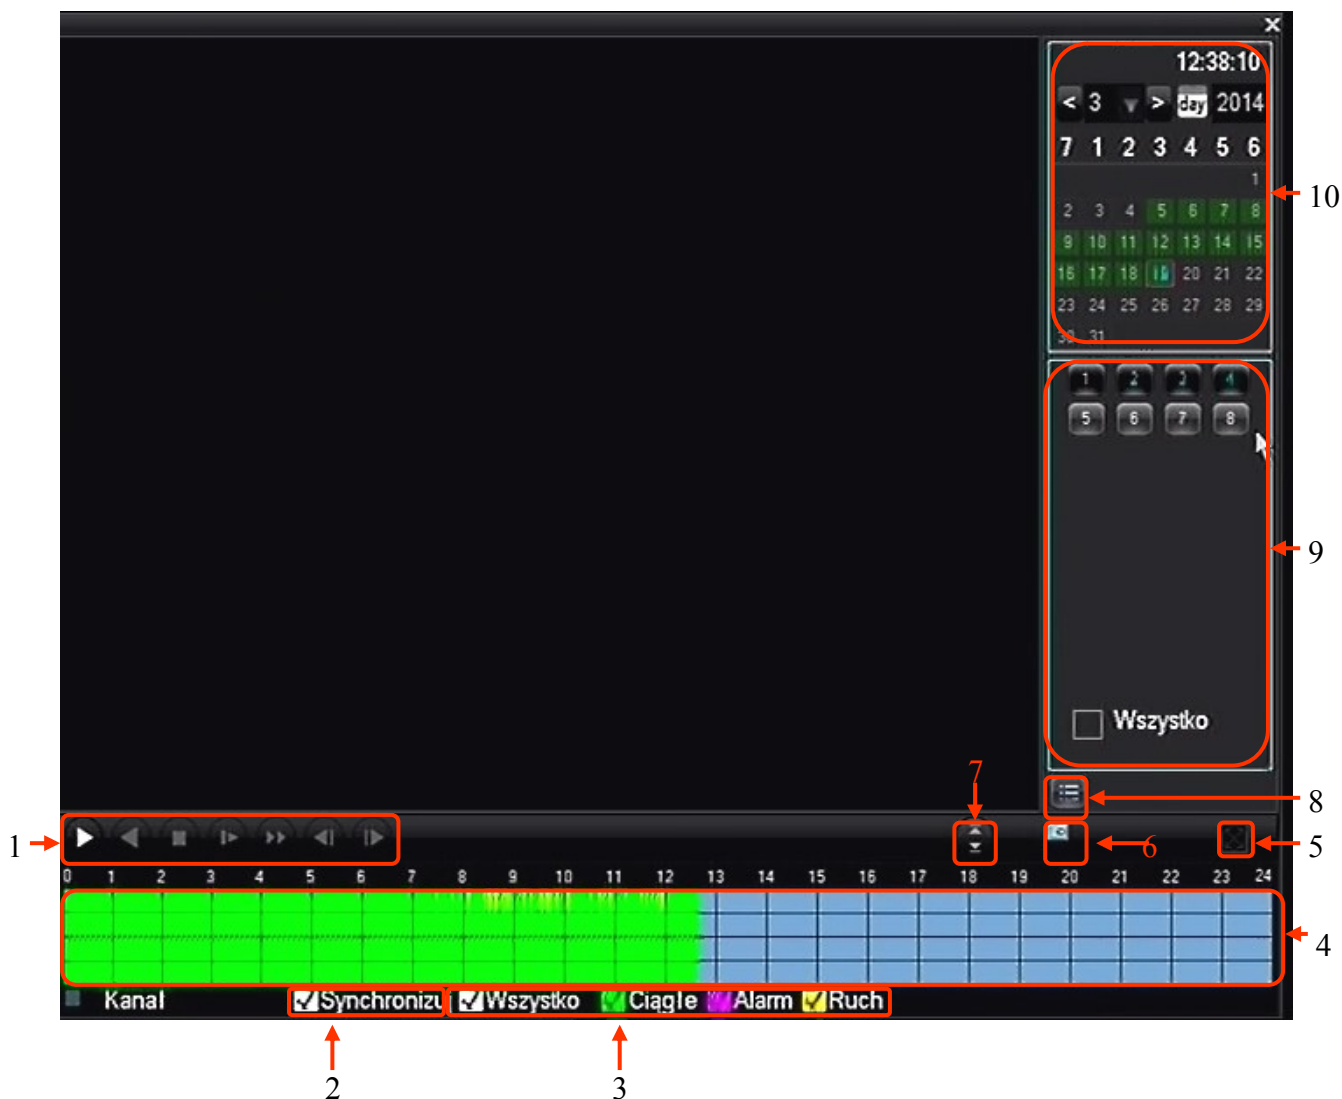 12:38:10
< 3 > day 2014
7 1 2 3 4 5 6
1
2 3 4 5 6 7 8
9 10 11 12 13 14 15
16 17 18 19 20 21 22
23 24 25 26 27 28 29
30 31
10
1 2 3 4
5 6 7 8
9
Wszystko
7
8
1
6
5
0 1 2 3 4 5 6 7 8 9 10 11 12 13 14 15 16 17 18 19 20 21 22 23 24
4
Kanał Synchronizu Wszystko Ciągłe Alarm Ruch
2 3